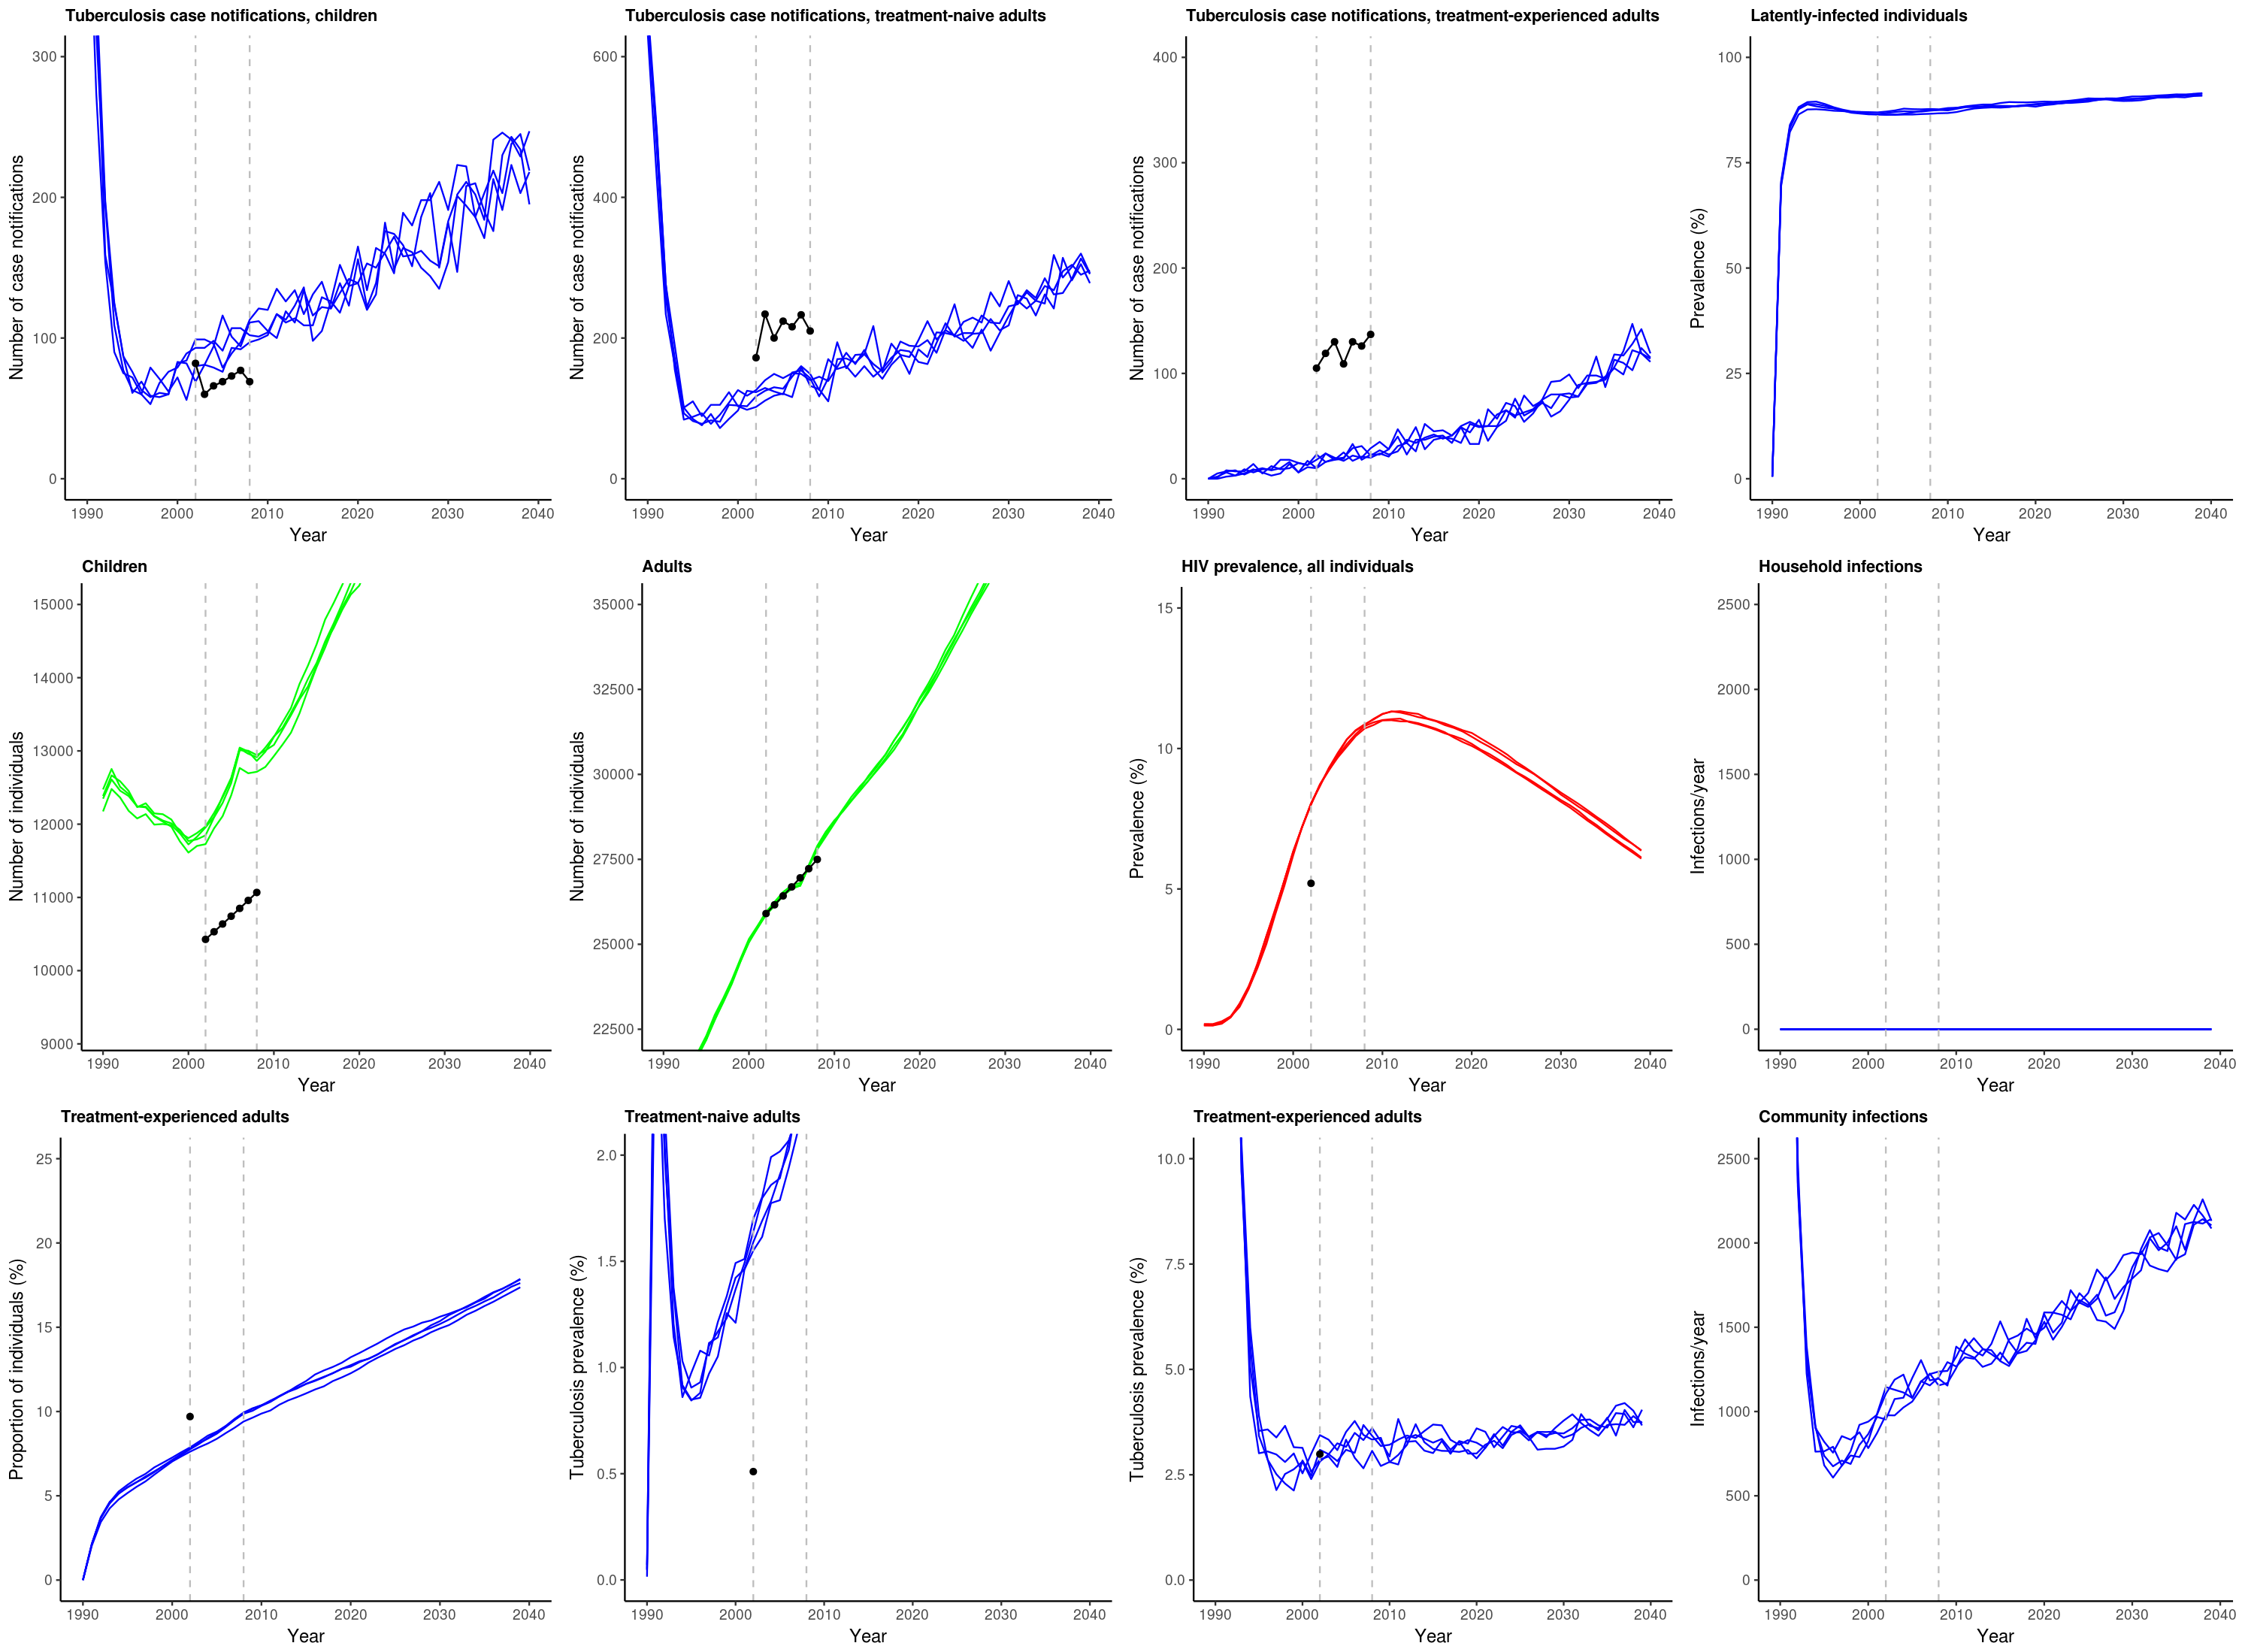 Tuberculosis case notifications, children
Number of case notifications
300
200
100
0
1990 2000 2010 2020 2030 2040
Year
Tuberculosis case notifications, treatment-naive adults
Number of case notifications
600
400
200
0
1990 2000 2010 2020 2030 2040
Year
Tuberculosis case notifications, treatment-experienced adults
Number of case notifications
400
300
200
100
0
1990 2000 2010 2020 2030 2040
Year
Latently-infected individuals
Prevalence (%)
100
75
50
25
0
1990 2000 2010 2020 2030 2040
Year
Children
Number of individuals
15000
14000
13000
12000
11000
10000
9000
1990 2000 2010 2020 2030 2040
Year
Adults
Number of individuals
35000
32500
30000
27500
25000
22500
1990 2000 2010 2020 2030 2040
Year
HIV prevalence, all individuals
Prevalence (%)
15
10
5
0
1990 2000 2010 2020 2030 2040
Year
Household infections
Infections/year
2500
2000
1500
1000
500
0
1990 2000 2010 2020 2030 2040
Year
Treatment-experienced adults
Proportion of individuals (%)
25
20
15
10
5
0
1990 2000 2010 2020 2030 2040
Year
Treatment-naive adults
Tuberculosis prevalence (%)
2.0
1.5
1.0
0.5
0.0
1990 2000 2010 2020 2030 2040
Year
Treatment-experienced adults
Tuberculosis prevalence (%)
10.0
7.5
5.0
2.5
0.0
1990 2000 2010 2020 2030 2040
Year
Community infections
Infections/year
2500
2000
1500
1000
500
0
1990 2000 2010 2020 2030 2040
Year